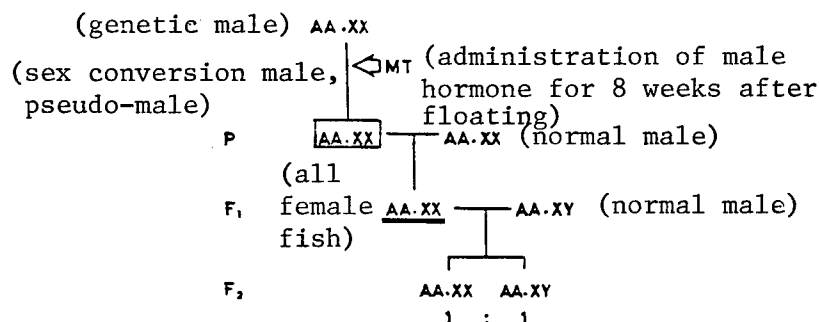 (genetic male) AA·XX
(sex conversion male,
pseudo-male)
MT (administration of male
hormone for 8 weeks after
floating)
P AA·XX AA·XX (normal male)
(all
female
fish)
F₁ AA·XX AA·XY (normal male)
F₂ AA·XX AA·XY
1 : 1